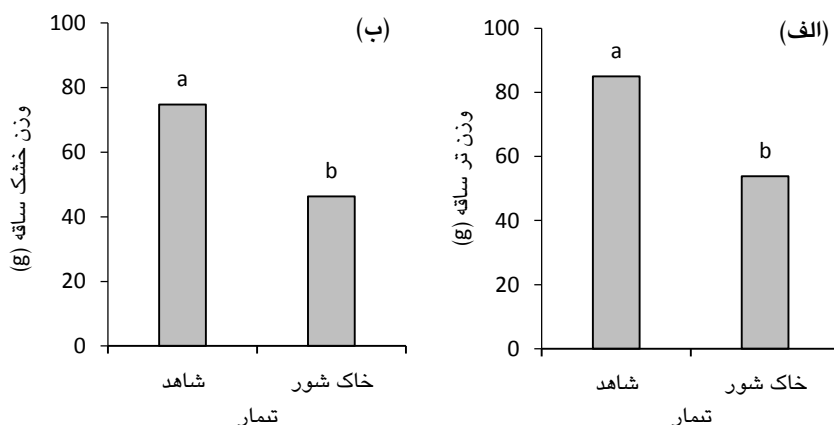 (الف)
وزن تر ساقه (g)
100
80
60
40
20
0
a
b
شاهد
خاک شور
تیمار
(ب)
وزن خشک ساقه (g)
100
80
60
40
20
0
a
b
شاهد
خاک شور
تیمار